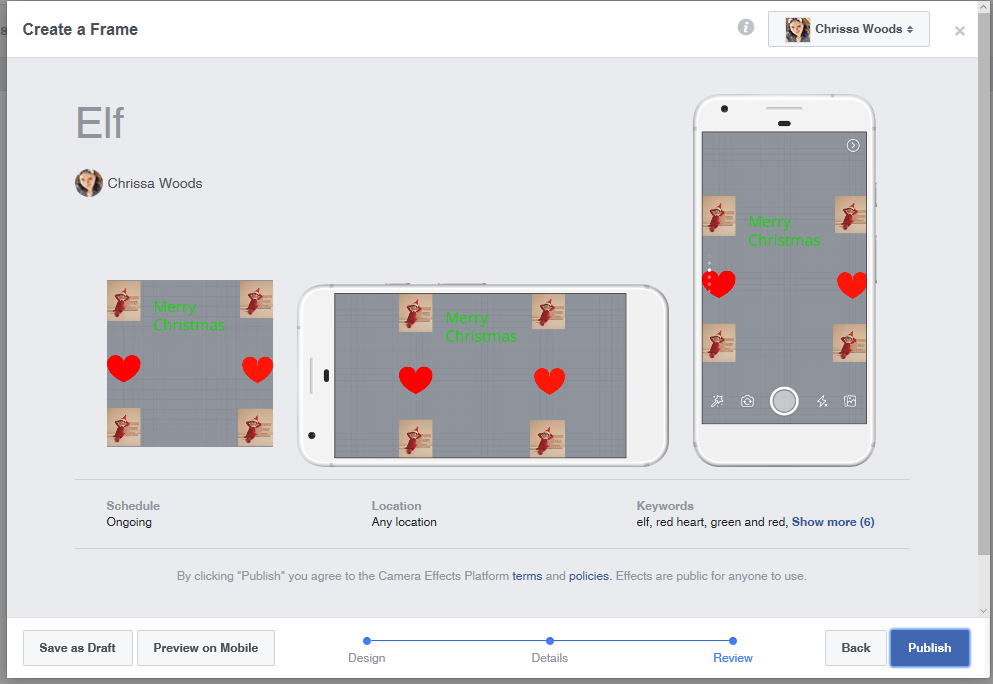 Create a Frame
Chrissa Woods
Elf
Chrissa Woods
Merry
Christmas
Merry
Christmas
Merry
Christmas
Schedule
Ongoing
Location
Any location
Keywords
elf, red heart, green and red, Show more (6)
By clicking "Publish" you agree to the Camera Effects Platform terms and policies. Effects are public for anyone to use.
Save as Draft
Preview on Mobile
Design
Details
Review
Back
Publish